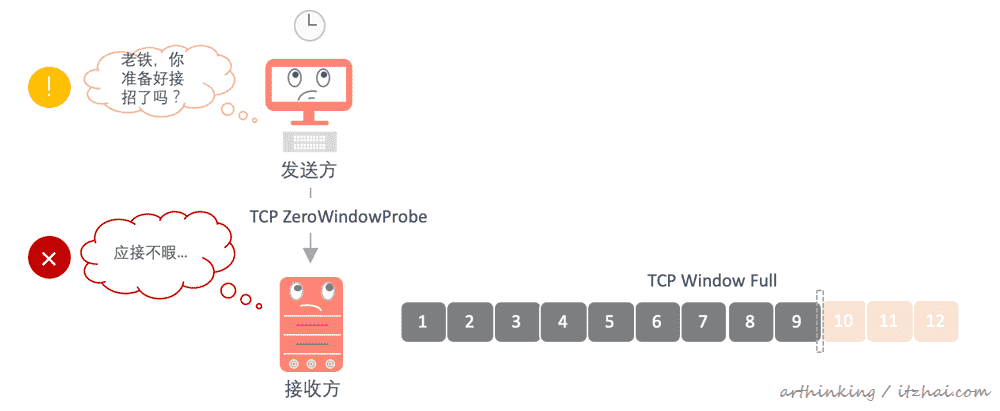 老铁，你
准备好接
招了吗？
!
发送方
TCP ZeroWindowProbe
应接不暇...
接收方
TCP Window Full
1 2 3 4 5 6 7 8 9 10 11 12
arthinking / itzhai.com